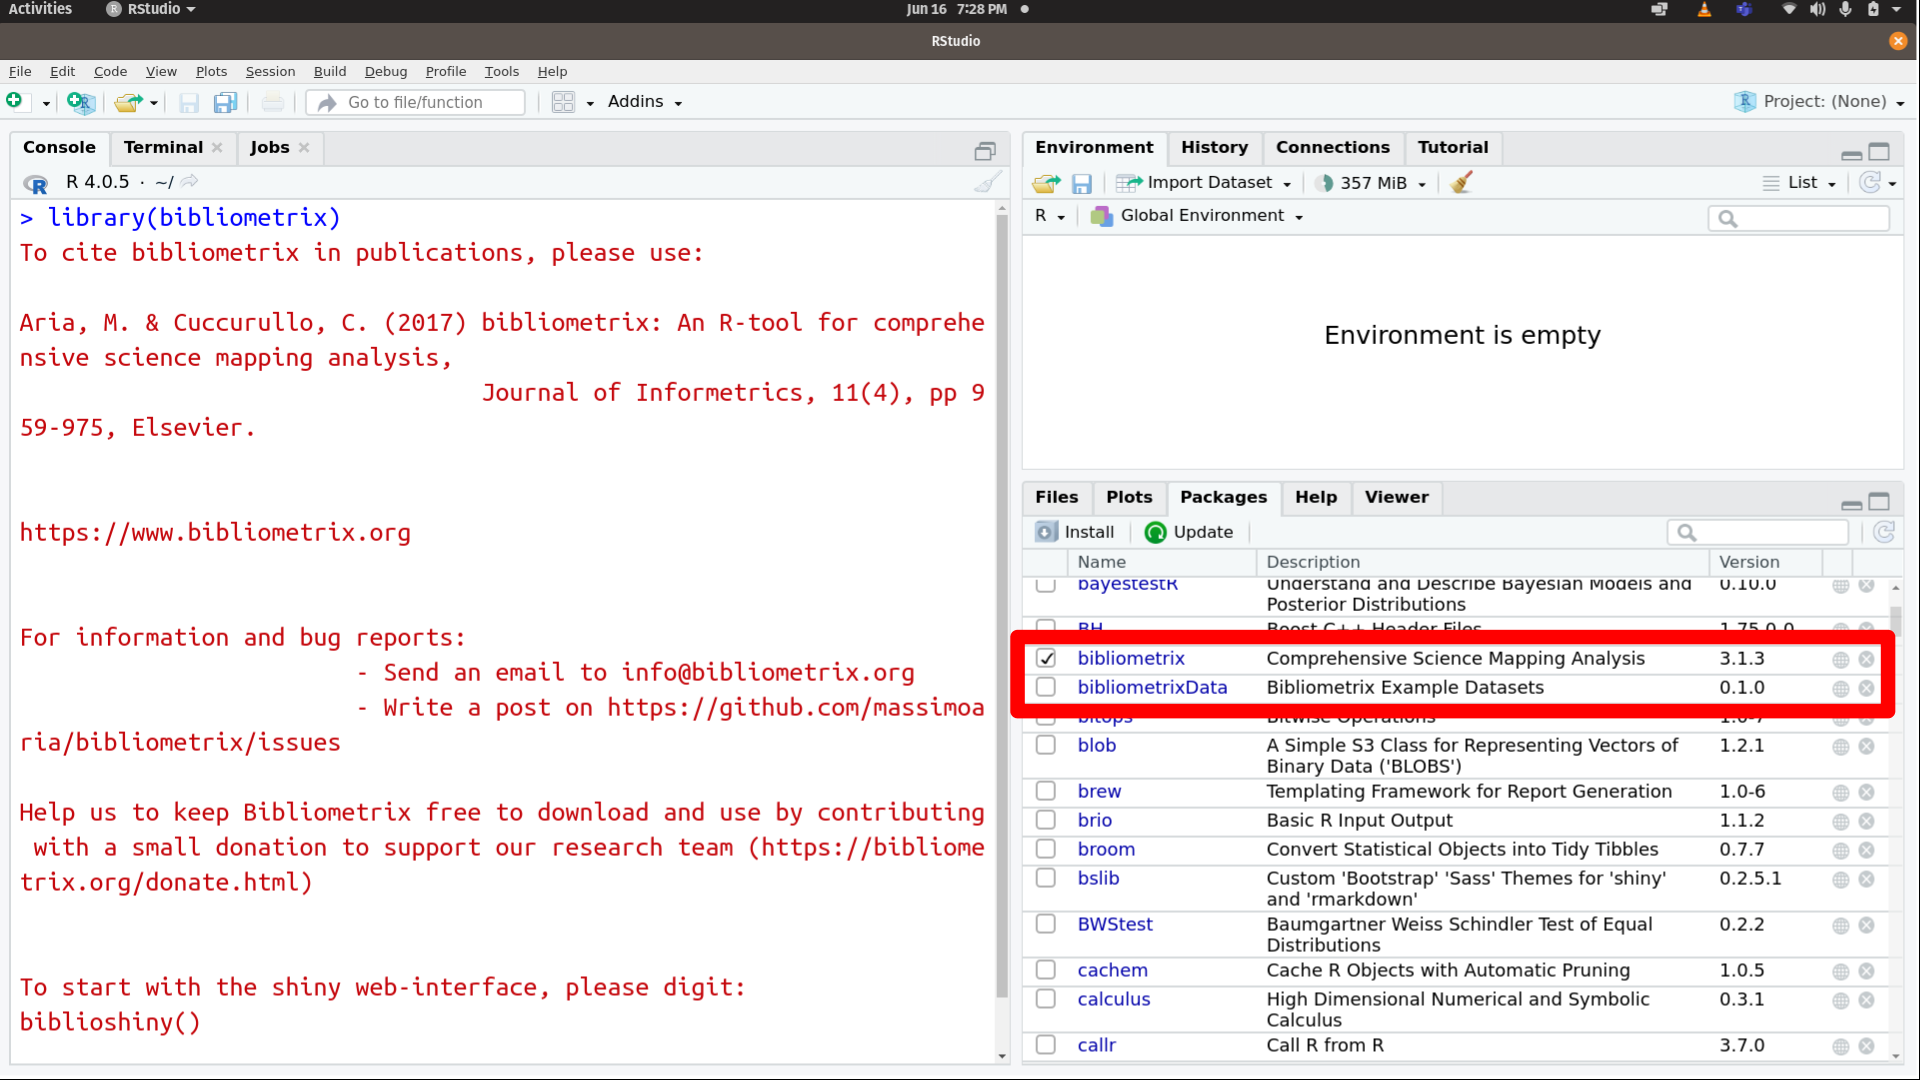 Activities RStudio Jun 16 7:28 PM
RStudio
File Edit Code View Plots Session Build Debug Profile Tools Help
Go to file/function Addins Project: (None)
Console Terminal Jobs
R 4.0.5 · ~/
> library(bibliometrix)
To cite bibliometrix in publications, please use:
Aria, M. & Cuccurullo, C. (2017) bibliometrix: An R-tool for comprehe
nsive science mapping analysis,
Journal of Informetrics, 11(4), pp 9
59-975, Elsevier.
https://www.bibliometrix.org
For information and bug reports:
- Send an email to info@bibliometrix.org
- Write a post on https://github.com/massimoa
ria/bibliometrix/issues
Help us to keep Bibliometrix free to download and use by contributing
with a small donation to support our research team (https://bibliome
trix.org/donate.html)
To start with the shiny web-interface, please digit:
biblioshiny()
Environment History Connections Tutorial
Import Dataset 357 MiB List
R Global Environment
Environment is empty
Files Plots Packages Help Viewer
Install Update
Name Description Version
bayestestR Understand and Describe Bayesian Models and 0.10.0
Posterior Distributions
BH Boost C++ Header Files 1.75.0.0
bibliometrix Comprehensive Science Mapping Analysis 3.1.3
bibliometrixData Bibliometrix Example Datasets 0.1.0
bitops Bitwise Operations 1.0-7
blob A Simple S3 Class for Representing Vectors of 1.2.1
Binary Data ('BLOBS')
brew Templating Framework for Report Generation 1.0-6
brio Basic R Input Output 1.1.2
broom Convert Statistical Objects into Tidy Tibbles 0.7.7
bslib Custom 'Bootstrap' 'Sass' Themes for 'shiny' 0.2.5.1
and 'rmarkdown'
BWStest Baumgartner Weiss Schindler Test of Equal 0.2.2
Distributions
cachem Cache R Objects with Automatic Pruning 1.0.5
calculus High Dimensional Numerical and Symbolic 0.3.1
Calculus
callr Call R from R 3.7.0